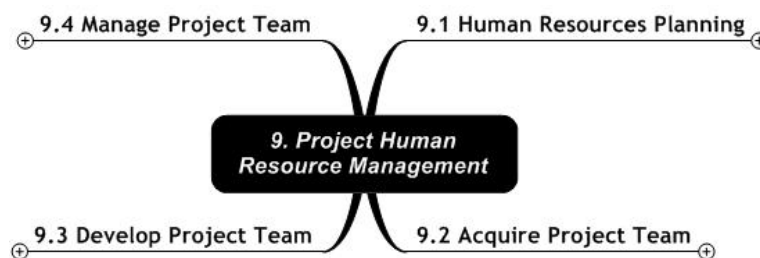 9.4 Manage Project Team
9.1 Human Resources Planning
9. Project Human
Resource Management
9.3 Develop Project Team
9.2 Acquire Project Team